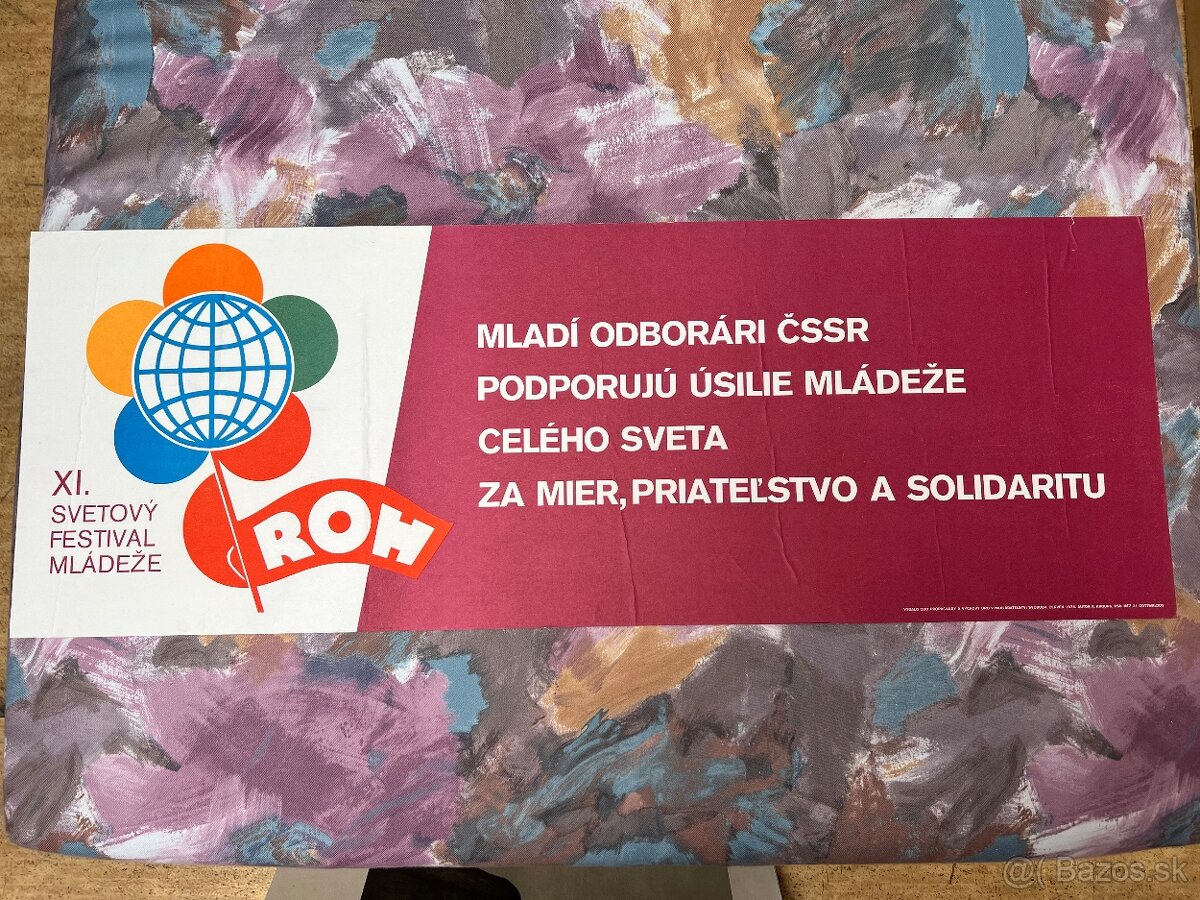 XI.
SVETOVÝ
FESTIVAL
MLÁDEŽE
ROH
MLADÍ ODBORÁRI ČSSR
PODPORUJÚ ÚSILIE MLÁDEŽE
CELÉHO SVETA
ZA MIER, PRIATEĽSTVO A SOLIDARITU
@( Bazos.sk